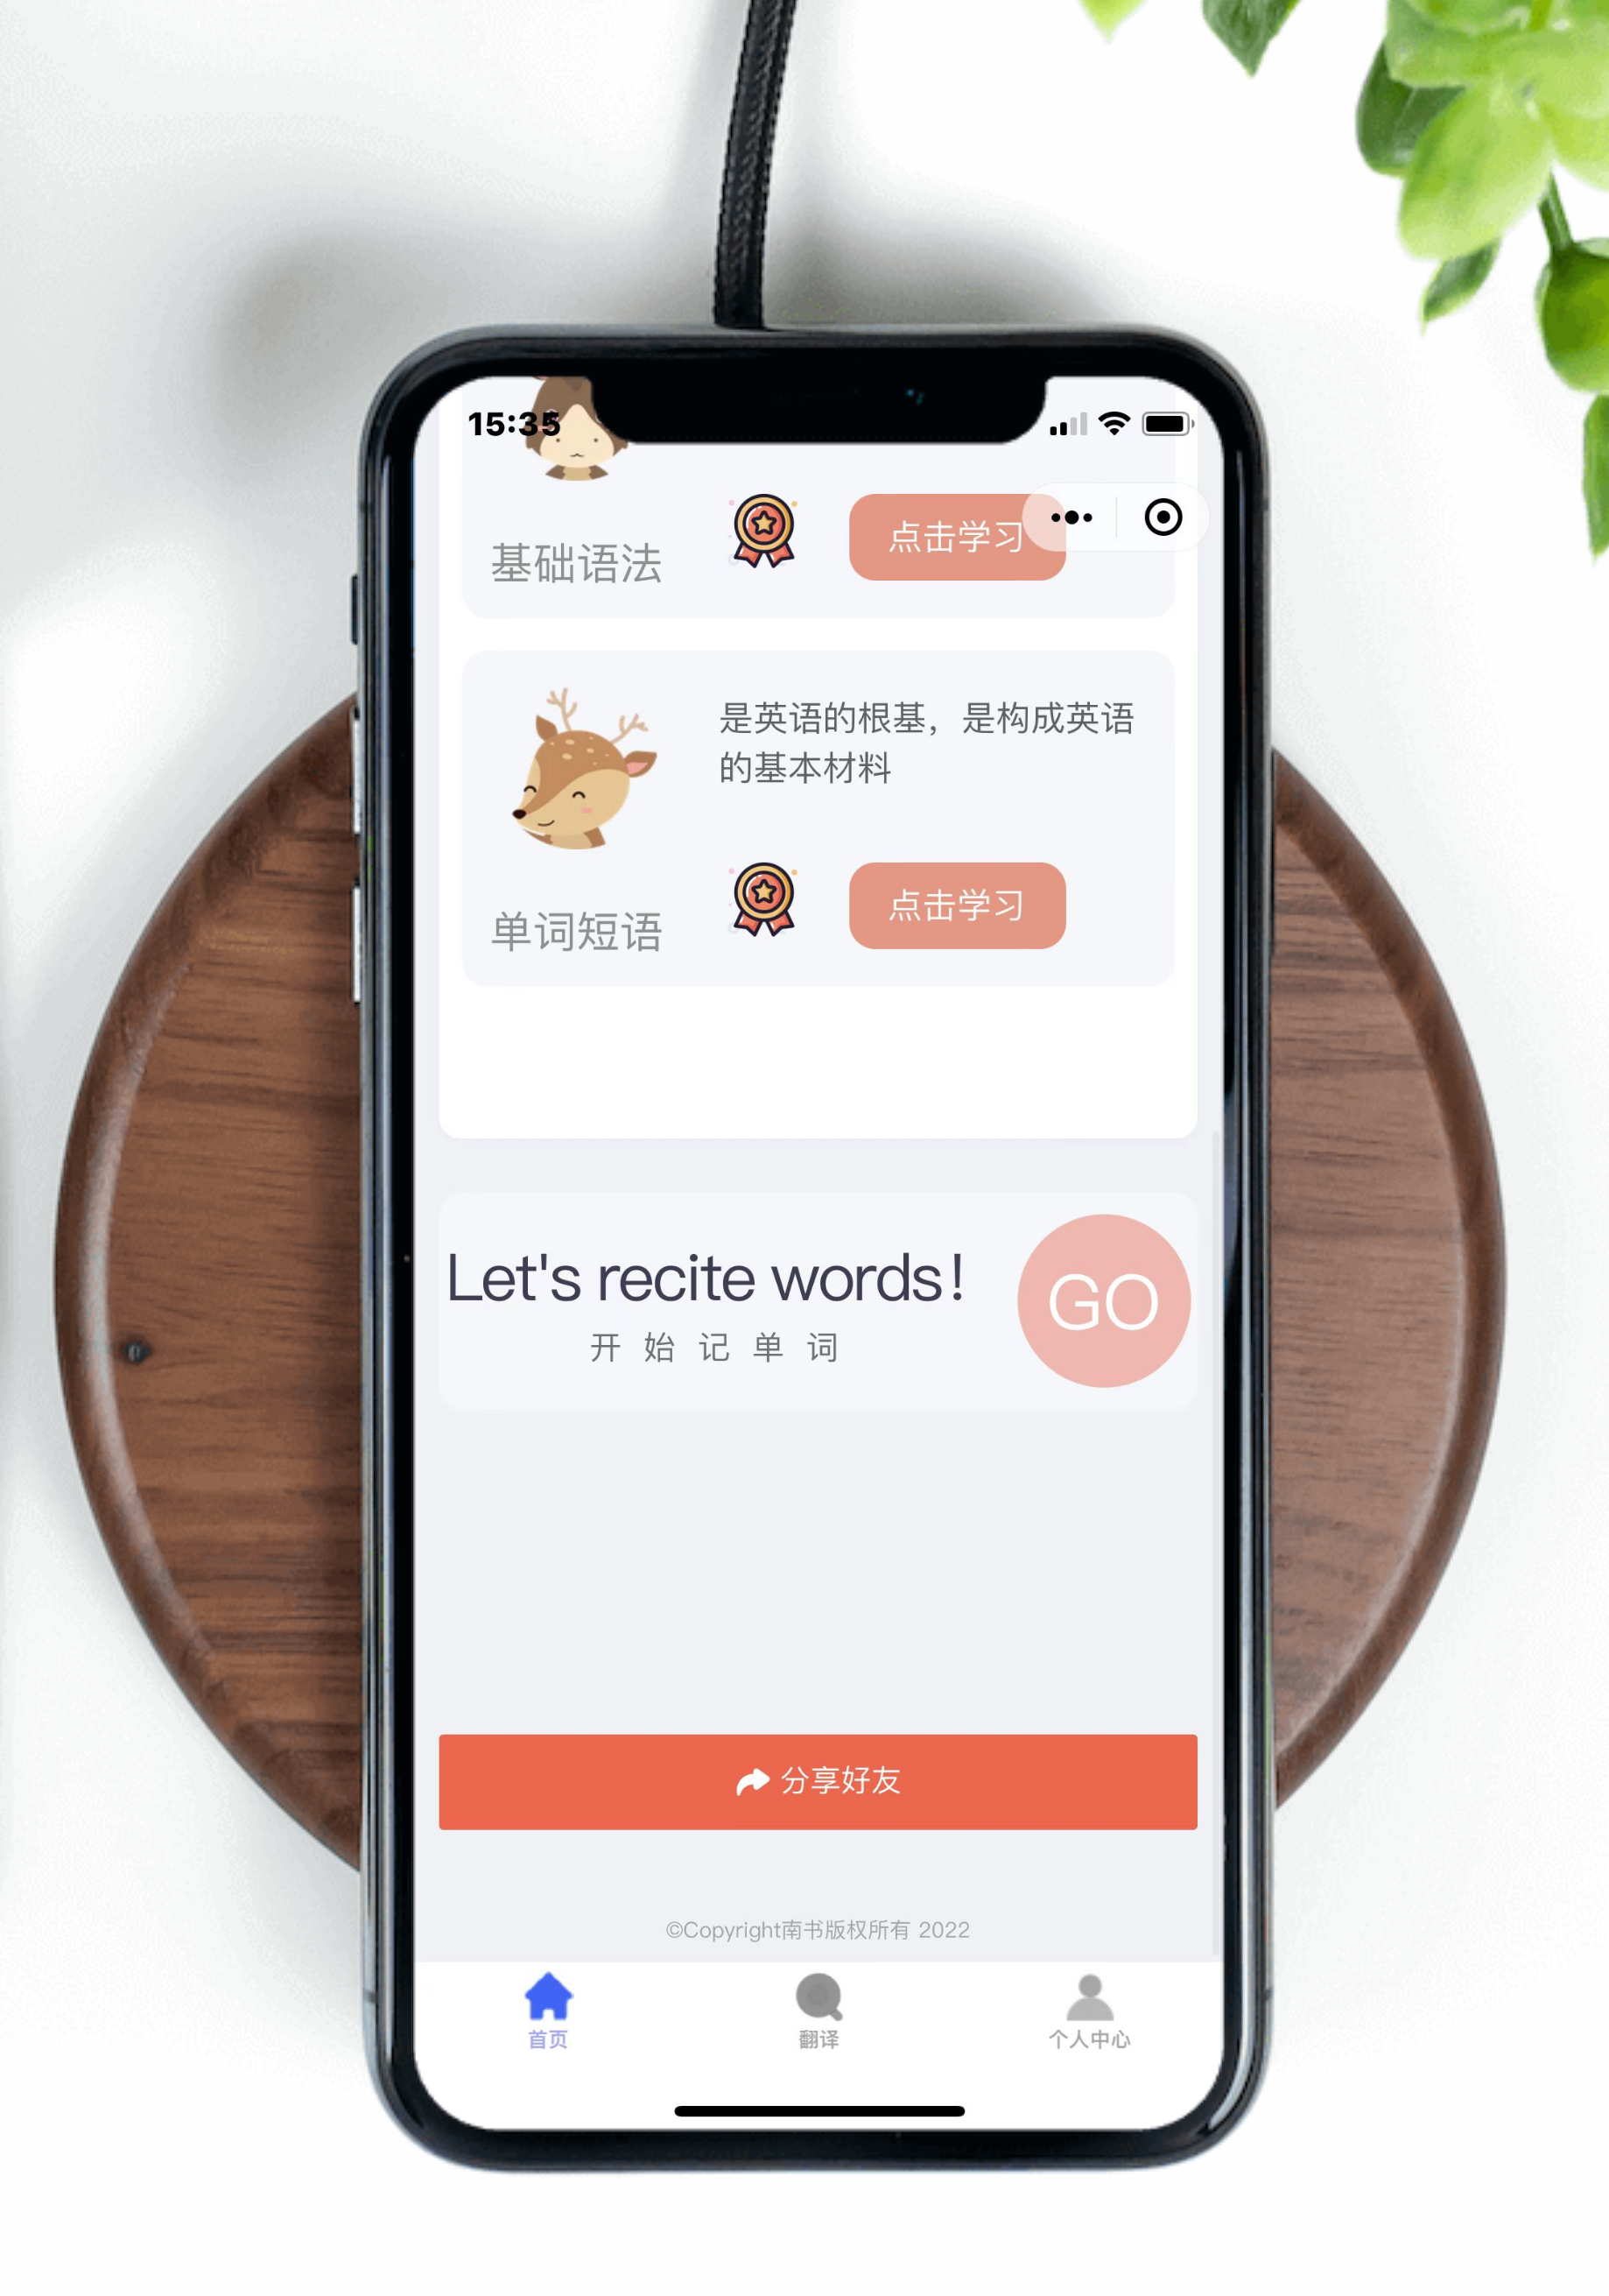 15:35
点击学习
基础语法
是英语的根基，是构成英语
的基本材料
点击学习
单词短语
Let's recite words!
GO
开始记单词
分享好友
©Copyright南书版权所有 2022
首页
翻译
个人中心